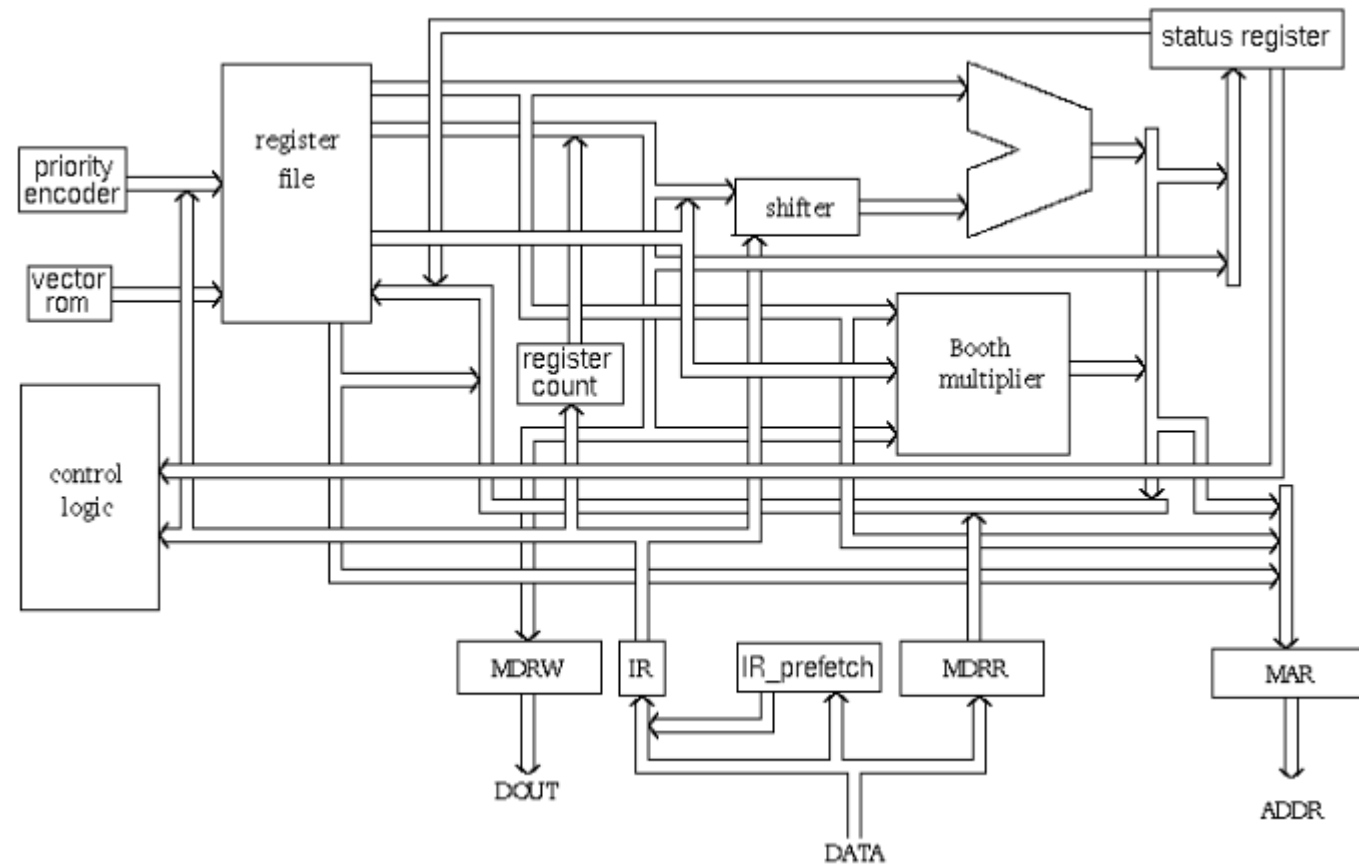 status register
register
file
priority
encoder
shifter
vector
rom
Booth
multiplier
register
count
control
logic
MDRW
IR
IR_prefetch
MDRR
MAR
DOUT
ADDR
DATA